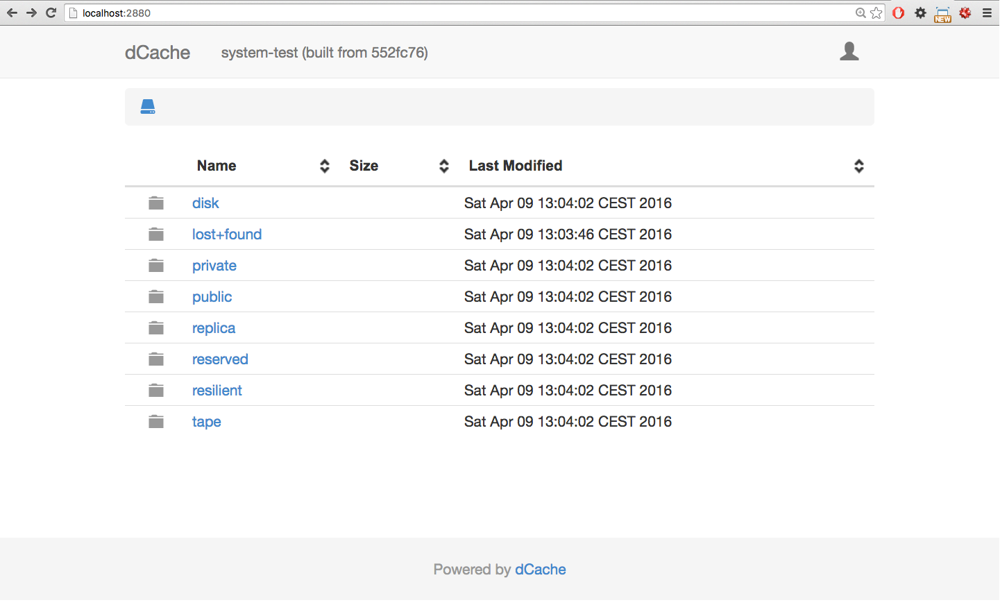 localhost:2880
NEW
dCache system-test (built from 552fc76)
Name Size Last Modified
disk Sat Apr 09 13:04:02 CEST 2016
lost+found Sat Apr 09 13:03:46 CEST 2016
private Sat Apr 09 13:04:02 CEST 2016
public Sat Apr 09 13:04:02 CEST 2016
replica Sat Apr 09 13:04:02 CEST 2016
reserved Sat Apr 09 13:04:02 CEST 2016
resilient Sat Apr 09 13:04:02 CEST 2016
tape Sat Apr 09 13:04:02 CEST 2016
Powered by dCache